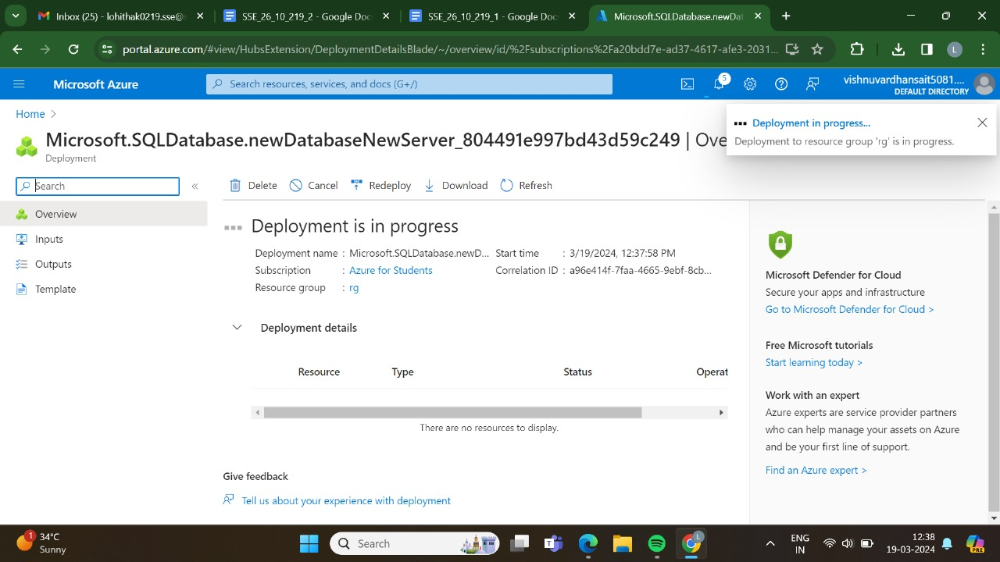 Inbox (25) - lohithak0219.sse@s
SSE_26_10_219_2 - Google Doc
SSE_26_10_219_1 - Google Doc
Microsoft.SQLDatabase.newDat
portal.azure.com/#view/HubsExtension/DeploymentDetailsBlade/~/overview/id/%2Fsubscriptions%2Fa20bdd7e-ad37-4617-afe3-2031...
L
Microsoft Azure
Search resources, services, and docs (G+/)
5
vishnuvardhansait5081....
DEFAULT DIRECTORY
Home
Deployment in progress...
Deployment to resource group 'rg' is in progress.
Microsoft.SQLDatabase.newDatabaseNewServer_804491e997bd43d59c249 | Ove
Deployment
Search
Delete
Cancel
Redeploy
Download
Refresh
Overview
Inputs
Outputs
Template
Deployment is in progress
Deployment name : Microsoft.SQLDatabase.newD...
Start time : 3/19/2024, 12:37:58 PM
Subscription : Azure for Students
Correlation ID : a96e414f-7faa-4665-9ebf-8cb...
Resource group : rg
Deployment details
Resource Type Status Operat
There are no resources to display.
Give feedback
Tell us about your experience with deployment
Microsoft Defender for Cloud
Secure your apps and infrastructure
Go to Microsoft Defender for Cloud >
Free Microsoft tutorials
Start learning today >
Work with an expert
Azure experts are service provider partners
who can help manage your assets on Azure
and be your first line of support.
Find an Azure expert >
1
34°C
Sunny
Search
L
ENG
IN
12:38
19-03-2024
PRE